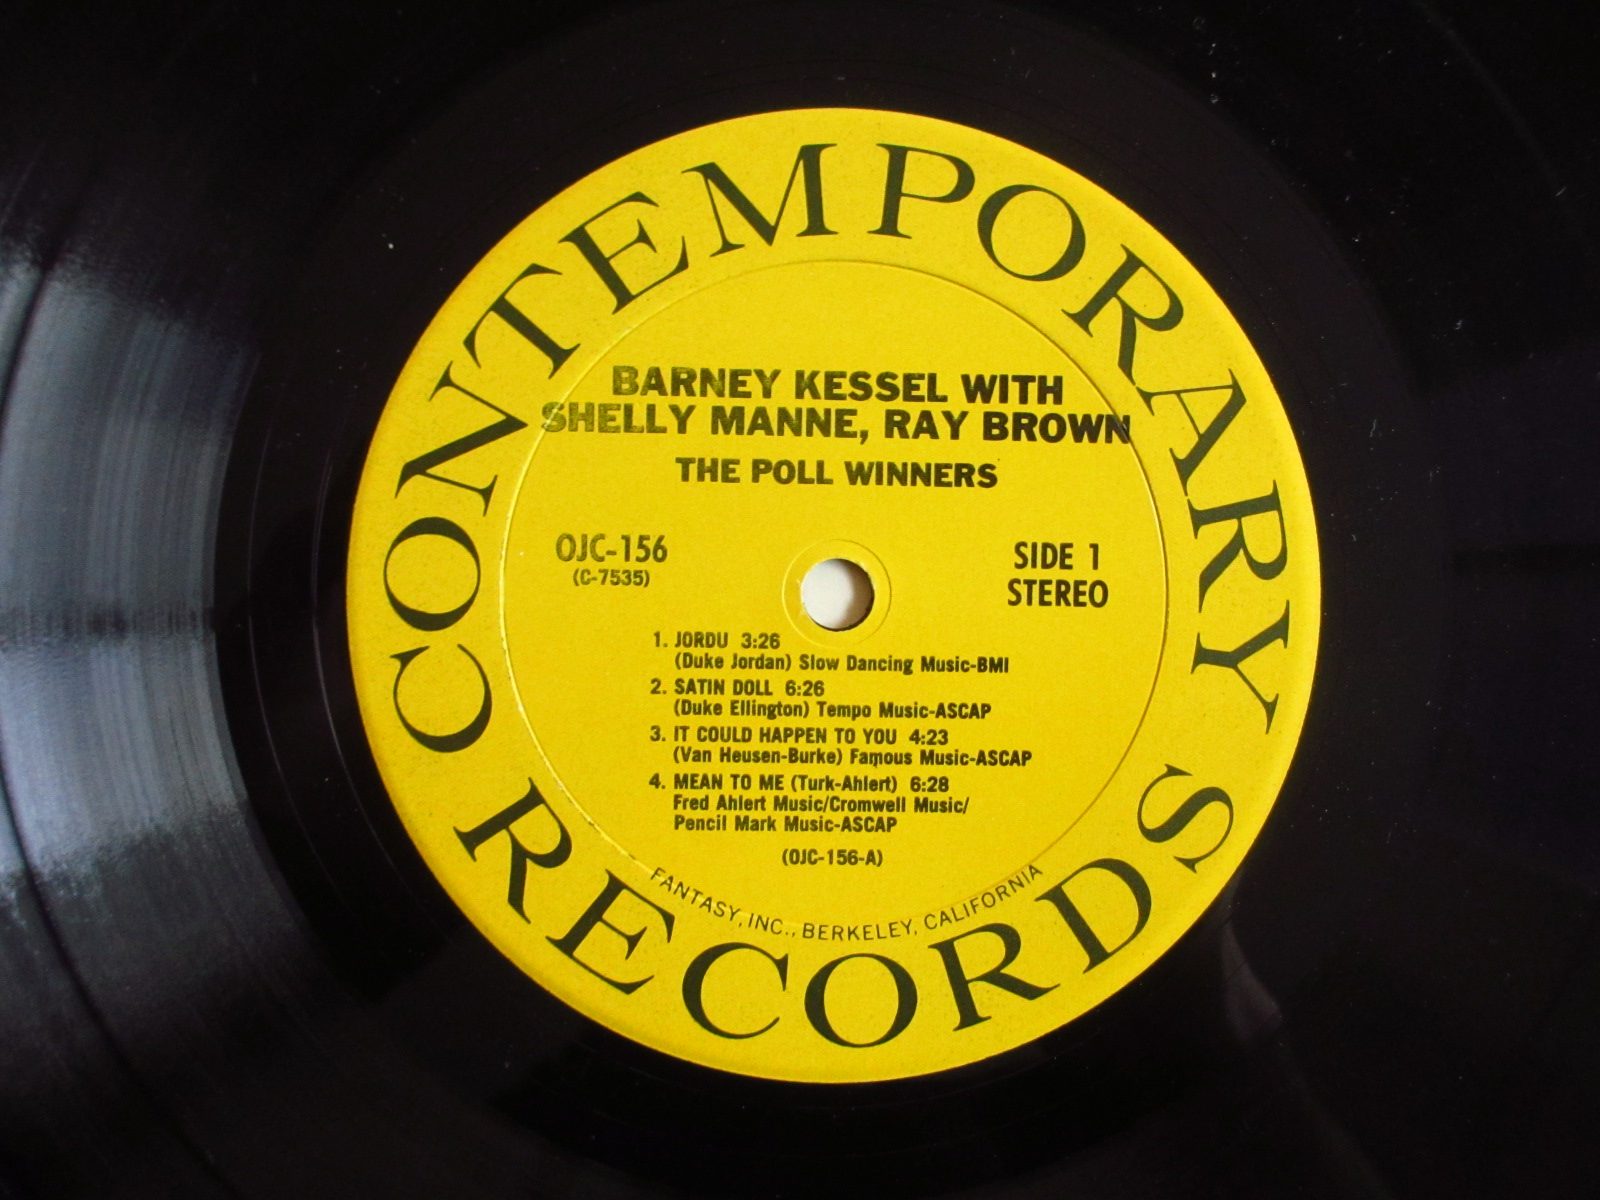 CONTEMPORARY
BARNEY KESSEL WITH
SHELLY MANNE, RAY BROWN
THE POLL WINNERS
OJC-156
(C-7535)
SIDE 1
STEREO
1. JORDU 3:26
(Duke Jordan) Slow Dancing Music-BMI
2. SATIN DOLL 6:26
(Duke Ellington) Tempo Music-ASCAP
3. IT COULD HAPPEN TO YOU 4:23
(Van Heusen-Burke) Famous Music-ASCAP
4. MEAN TO ME (Turk-Ahlert) 6:28
Fred Ahlert Music/Cromwell Music/
Pencil Mark Music-ASCAP
(OJC-156-A)
FANTASY, INC., BERKELEY, CALIFORNIA
RECORDS